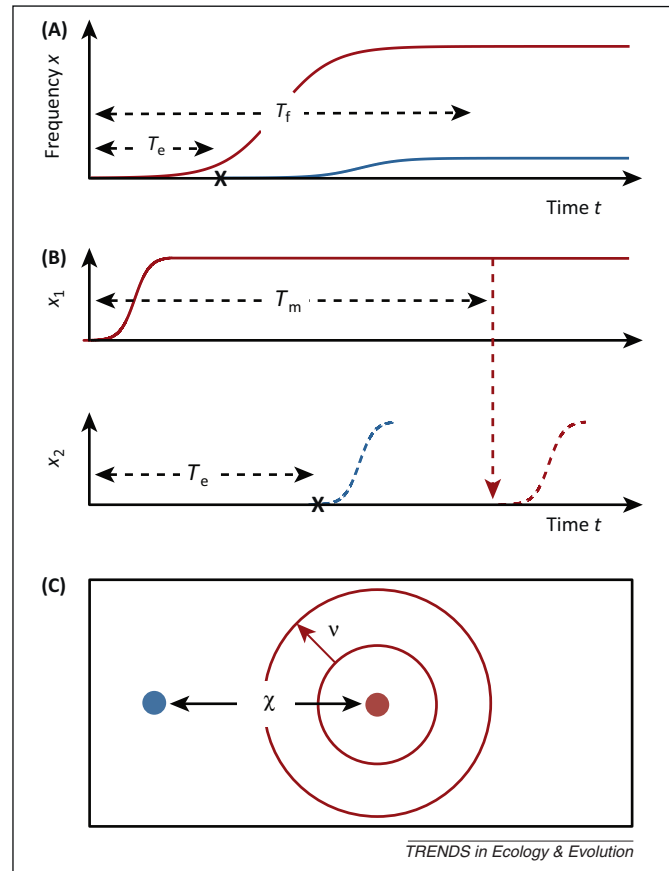 (A)
Frequency x
T_f
T_e
X
Time t
(B)
x_1
T_m
x_2
T_e
X
Time t
(C)
ν
χ
TRENDS in Ecology & Evolution